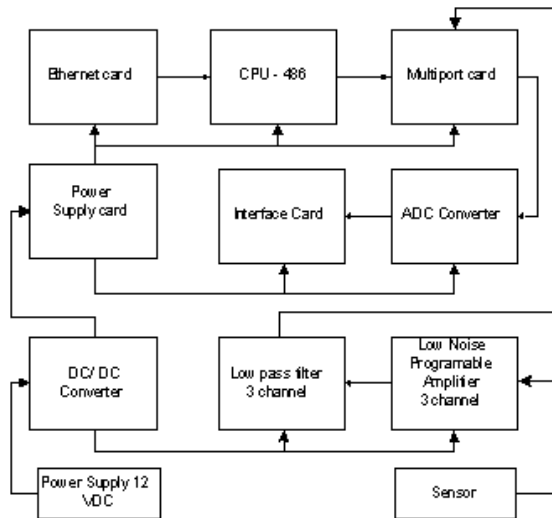 Ethernet card
CPU - 486
Multiport card
Power
Supply card
Interface Card
ADC Converter
DC/ DC
Converter
Low pass filter
3 channel
Low Noise
Programable
Amplifier
3 channel
Power Supply 12
VDC
Sensor